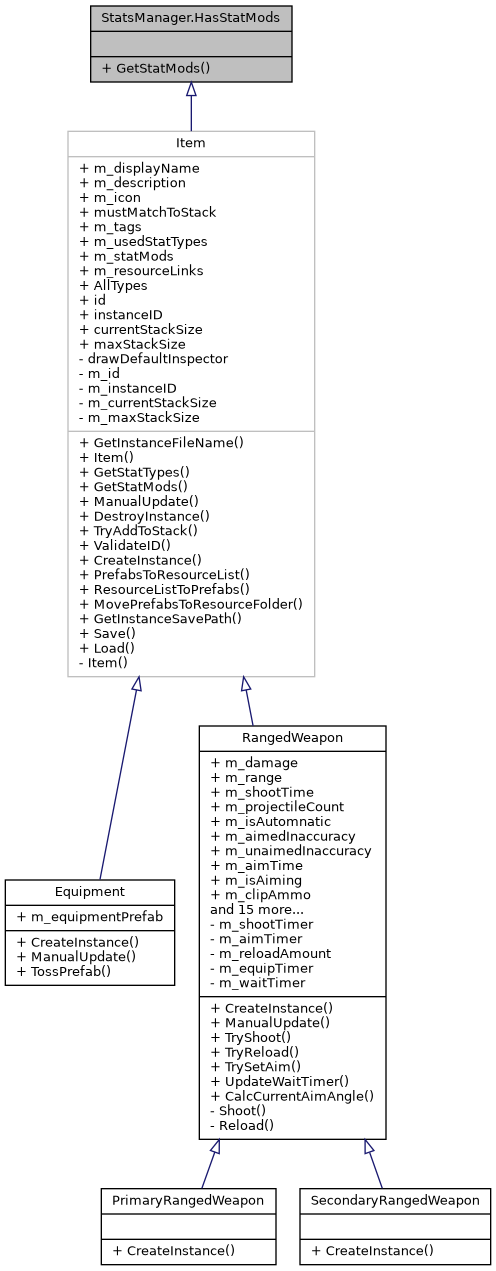 StatsManager.HasStatMods
+ GetStatMods()
Item
+ m_displayName
+ m_description
+ m_icon
+ mustMatchToStack
+ m_tags
+ m_usedStatTypes
+ m_statMods
+ m_resourceLinks
+ AllTypes
+ id
+ instanceID
+ currentStackSize
+ maxStackSize
- drawDefaultInspector
- m_id
- m_instanceID
- m_currentStackSize
- m_maxStackSize
+ GetInstanceFileName()
+ Item()
+ GetStatTypes()
+ GetStatMods()
+ ManualUpdate()
+ DestroyInstance()
+ TryAddToStack()
+ ValidateID()
+ CreateInstance()
+ PrefabsToResourceList()
+ ResourceListToPrefabs()
+ MovePrefabsToResourceFolder()
+ GetInstanceSavePath()
+ Save()
+ Load()
- Item()
Equipment
+ m_equipmentPrefab
+ CreateInstance()
+ ManualUpdate()
+ TossPrefab()
RangedWeapon
+ m_damage
+ m_range
+ m_shootTime
+ m_projectileCount
+ m_isAutomnatic
+ m_aimedInaccuracy
+ m_unaimedInaccuracy
+ m_aimTime
+ m_isAiming
+ m_clipAmmo
and 15 more...
- m_shootTimer
- m_aimTimer
- m_reloadAmount
- m_equipTimer
- m_waitTimer
+ CreateInstance()
+ ManualUpdate()
+ TryShoot()
+ TryReload()
+ TrySetAim()
+ UpdateWaitTimer()
+ CalcCurrentAimAngle()
- Shoot()
- Reload()
PrimaryRangedWeapon
+ CreateInstance()
SecondaryRangedWeapon
+ CreateInstance()